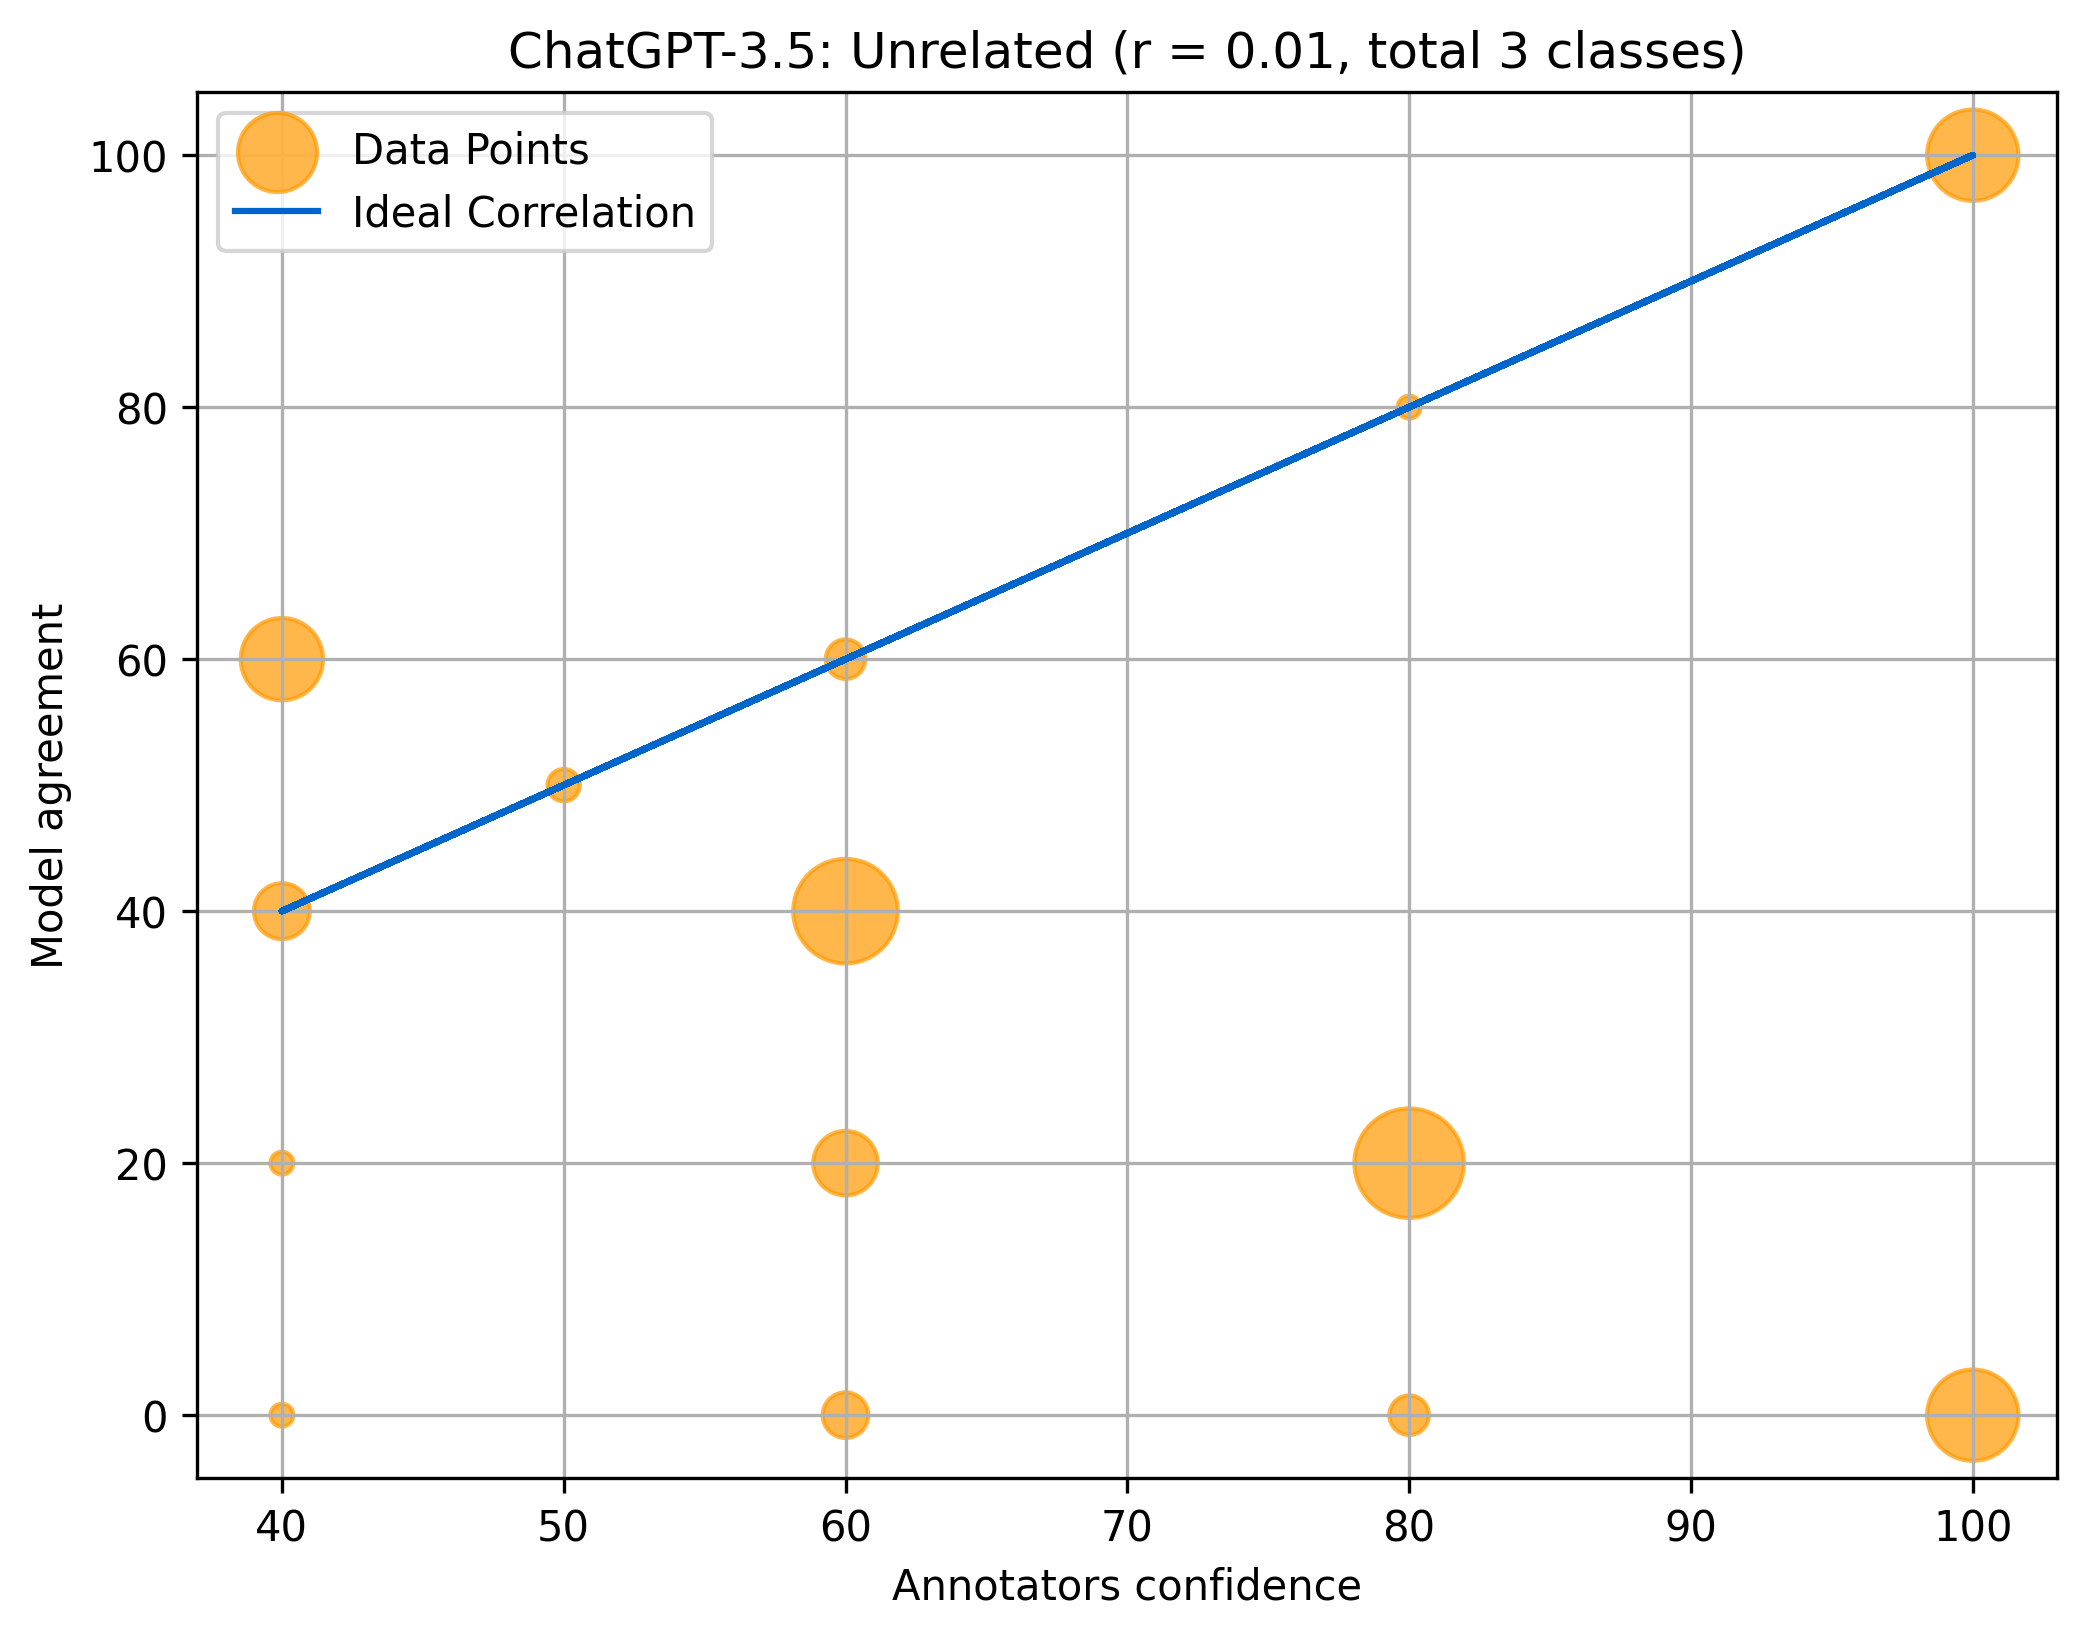 ChatGPT-3.5: Unrelated (r = 0.01, total 3 classes)
Data Points
Ideal Correlation
100
80
60
40
20
0
Model agreement
40 50 60 70 80 90 100
Annotators confidence